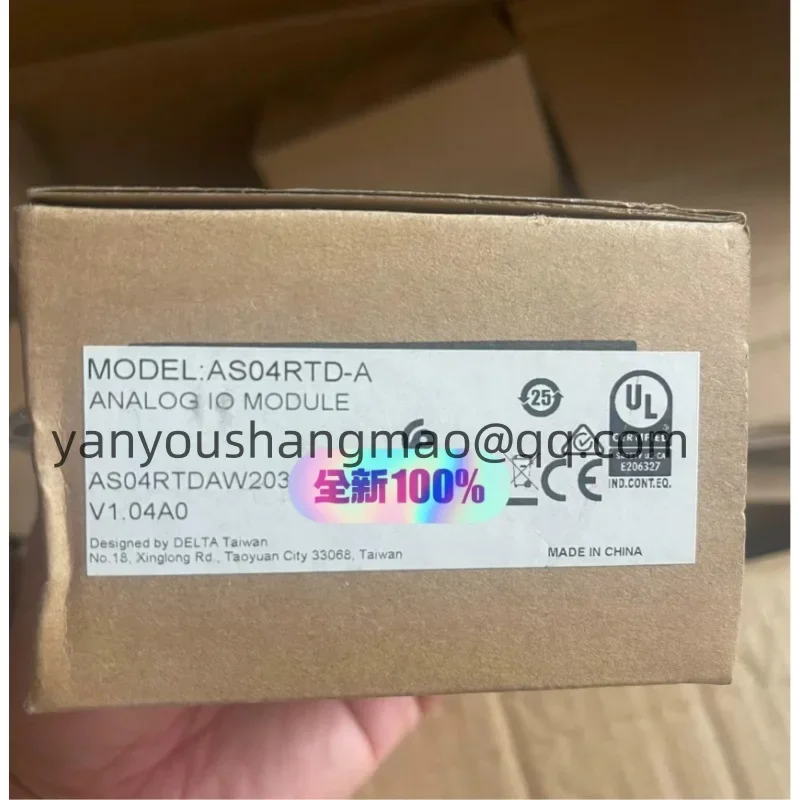 MODEL:AS04RTD-A
ANALOG IO MODULE
25
UL
CERTIFIED
E206327
IND.CONT.EQ.
yanyoushangmao@qq.com
AS04RTDAW203
全新100%
CE
V1.04A0
Designed by DELTA Taiwan
No.18, Xinglong Rd., Taoyuan City 33068, Taiwan
MADE IN CHINA